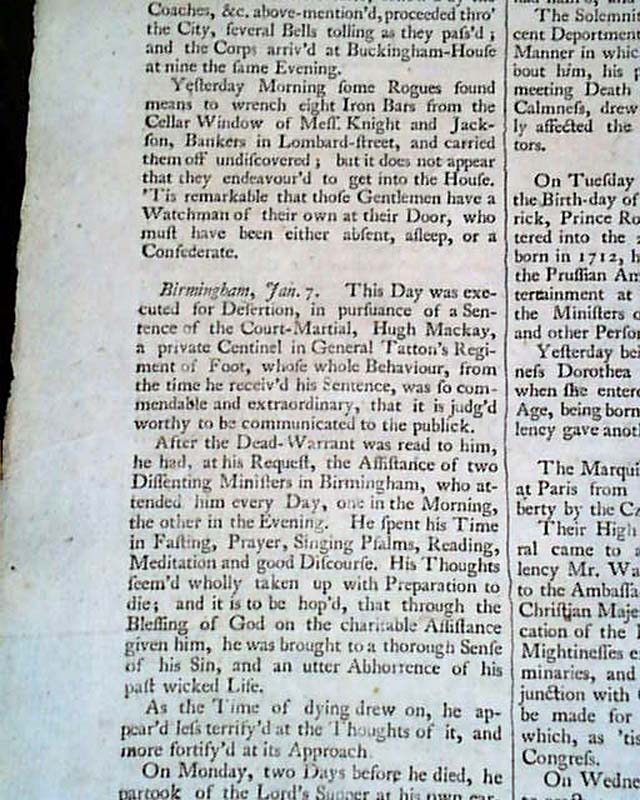 Coaches, &c. above-mention'd, proceeded thro'
the City, ſeveral Bells tolling as they paſs'd ;
and the Corps arriv'd at Buckingham-Houſe
at nine the ſame Evening.
Yeſterday Morning ſome Rogues found
means to wrench eight Iron Bars from the
Cellar Window of Meſſ. Knight and Jack-
ſon, Bankers in Lombard-ſtreet, and carried
them off undiſcovered ; but it does not appear
that they endeavour'd to get into the Houſe.
'Tis remarkable that thoſe Gentlemen have a
Watchman of their own at their Door, who
muſt have been either abſent, aſleep, or a
Confederate.
Birmingham, Jan. 7. This Day was exe-
cuted for Deſertion, in purſuance of a Sen-
tence of the Court-Martial, Hugh Mackay,
a private Centinel in General Tatton's Regi-
ment of Foot, whoſe whole Behaviour, from
the time he receiv'd his Sentence, was ſo com-
mendable and extraordinary, that it is judg'd
worthy to be communicated to the publick.
After the Dead-Warrant was read to him,
he had, at his Requeſt, the Aſſiſtance of two
Diſſenting Miniſters in Birmingham, who at-
tended him every Day, one in the Morning,
the other in the Evening. He ſpent his Time
in Faſting, Prayer, Singing Pſalms, Reading,
Meditation and good Diſcourſe. His Thoughts
ſeem'd wholly taken up with Preparation to
die; and it is to be hop'd, that through the
Bleſſing of God on the charitable Aſſiſtance
given him, he was brought to a thorough Senſe
of his Sin, and an utter Abhorrence of his
paſt wicked Life.
As the Time of dying drew on, he ap-
pear'd leſs terrify'd at the Thoughts of it, and
more fortify'd at its Approach.
On Monday, two Days before he died, he
partook of the Lord's Supper at his own
The Solemni
cent Department
Manner in whic
bout him, his p
meeting Death
Calmneſs, drew
ly affected the
tors.
On Tueſday
the Birth-day of
rick, Prince Ro
tered into the
born in 1712, h
the Pruſſian Am
tertainment at
the Miniſters o
and other Perſon
Yeſterday bei
neſs Dorothea
when ſhe entere
Age, being born
lency gave anoth
The Marqui
at Paris from
berty by the Cz
Their High
ral came to a
lency Mr. Wa
to the Ambaſſa
Chriſtian Maje
cation of the
Mightineſſes e
minaries, and
junction with
be made for
which, as 'tis
Congreſs.
On Wedne